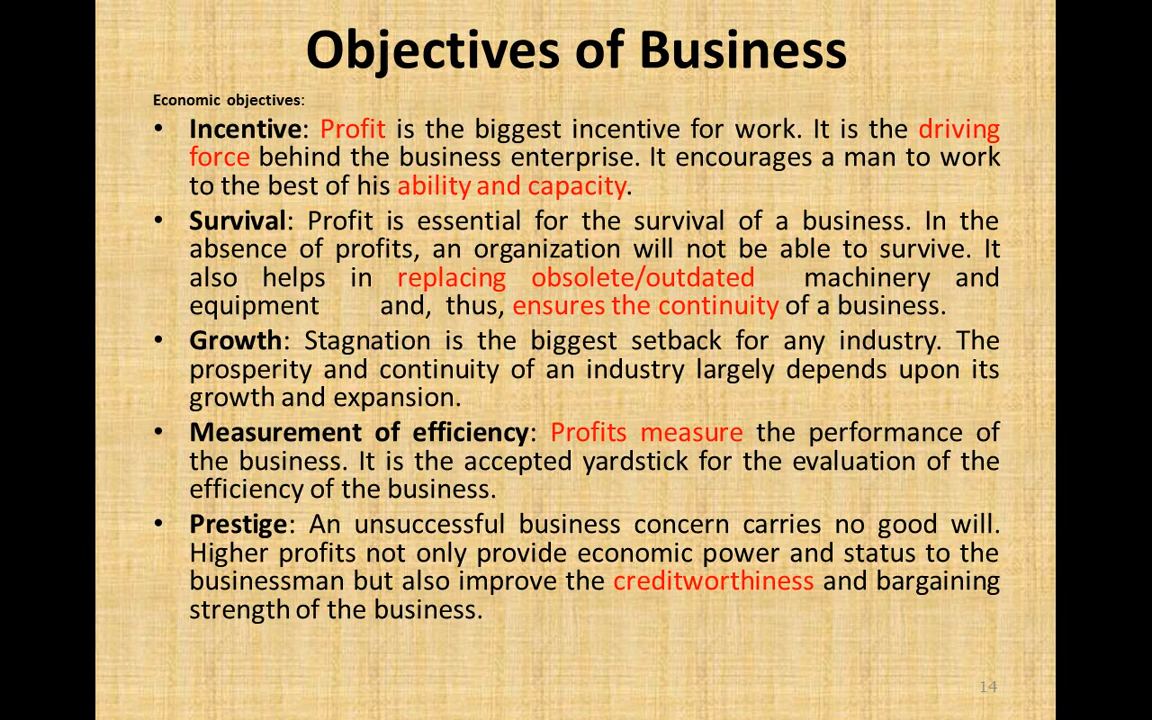 Objectives of Business
Economic objectives:
• Incentive: Profit is the biggest incentive for work. It is the driving
force behind the business enterprise. It encourages a man to work
to the best of his ability and capacity.
• Survival: Profit is essential for the survival of a business. In the
absence of profits, an organization will not be able to survive. It
also helps in replacing obsolete/outdated machinery and
equipment and, thus, ensures the continuity of a business.
• Growth: Stagnation is the biggest setback for any industry. The
prosperity and continuity of an industry largely depends upon its
growth and expansion.
• Measurement of efficiency: Profits measure the performance of
the business. It is the accepted yardstick for the evaluation of the
efficiency of the business.
• Prestige: An unsuccessful business concern carries no good will.
Higher profits not only provide economic power and status to the
businessman but also improve the creditworthiness and bargaining
strength of the business.
14